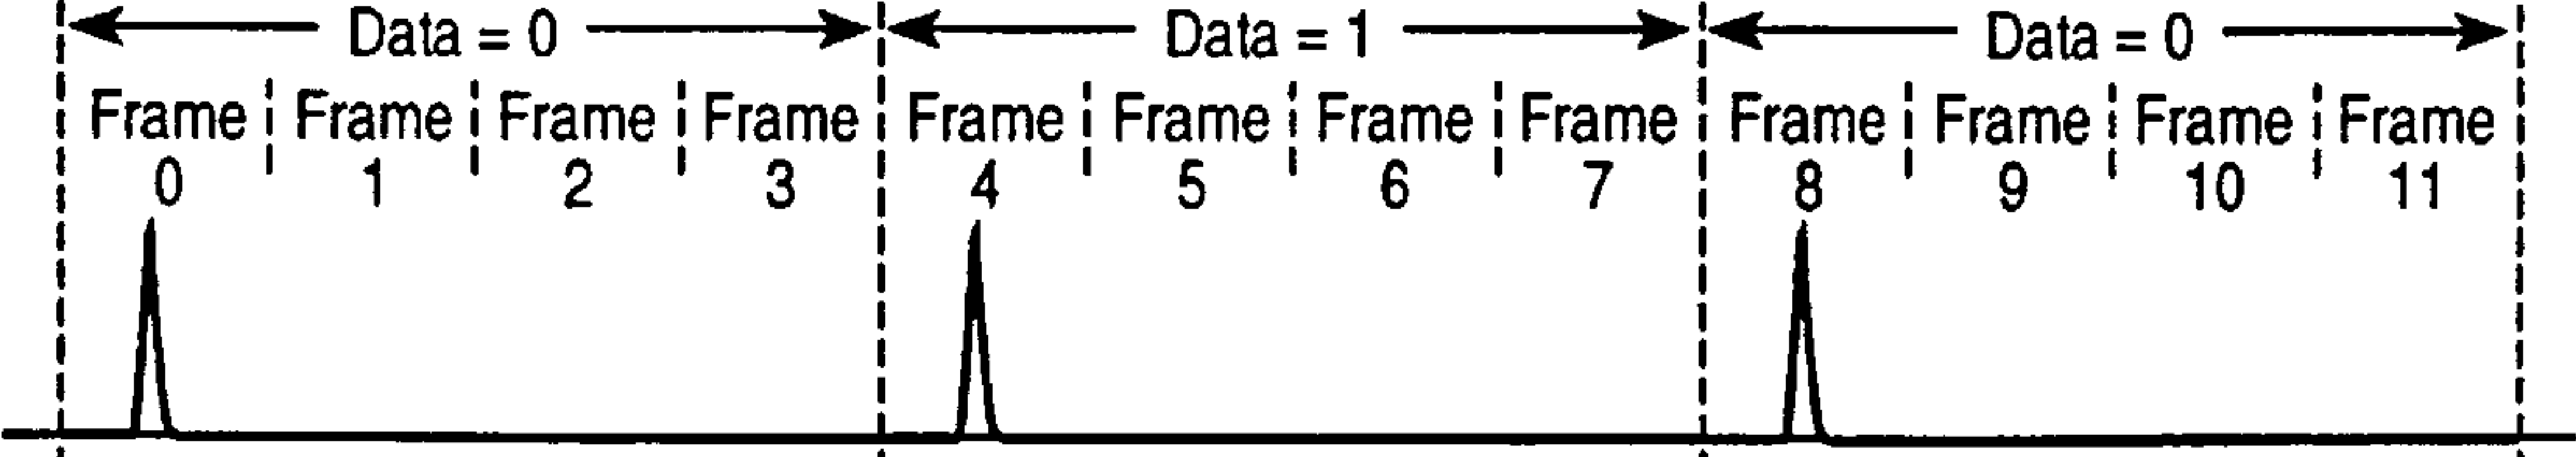 Data = 0 Data = 1 Data = 0
Frame Frame Frame Frame Frame Frame Frame Frame Frame Frame Frame Frame
0 1 2 3 4 5 6 7 8 9 10 11